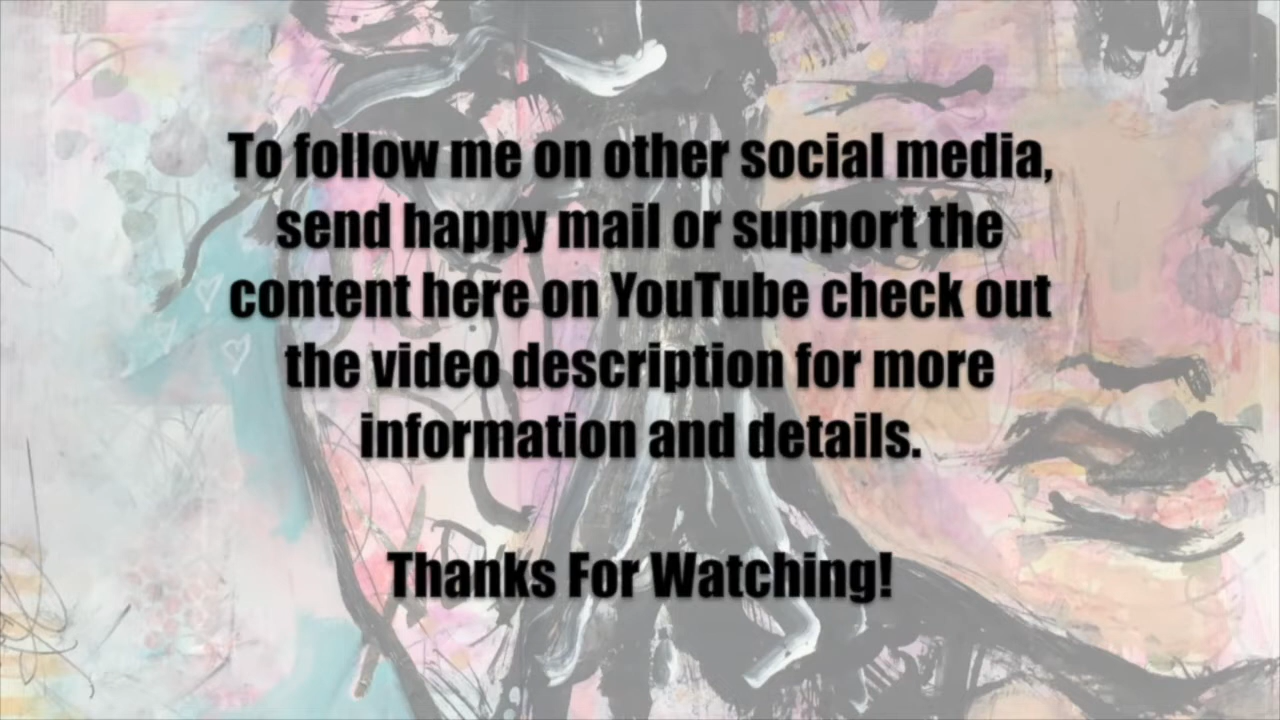 To follow me on other social media,
send happy mail or support the
content here on YouTube check out
the video description for more
information and details.
Thanks For Watching!